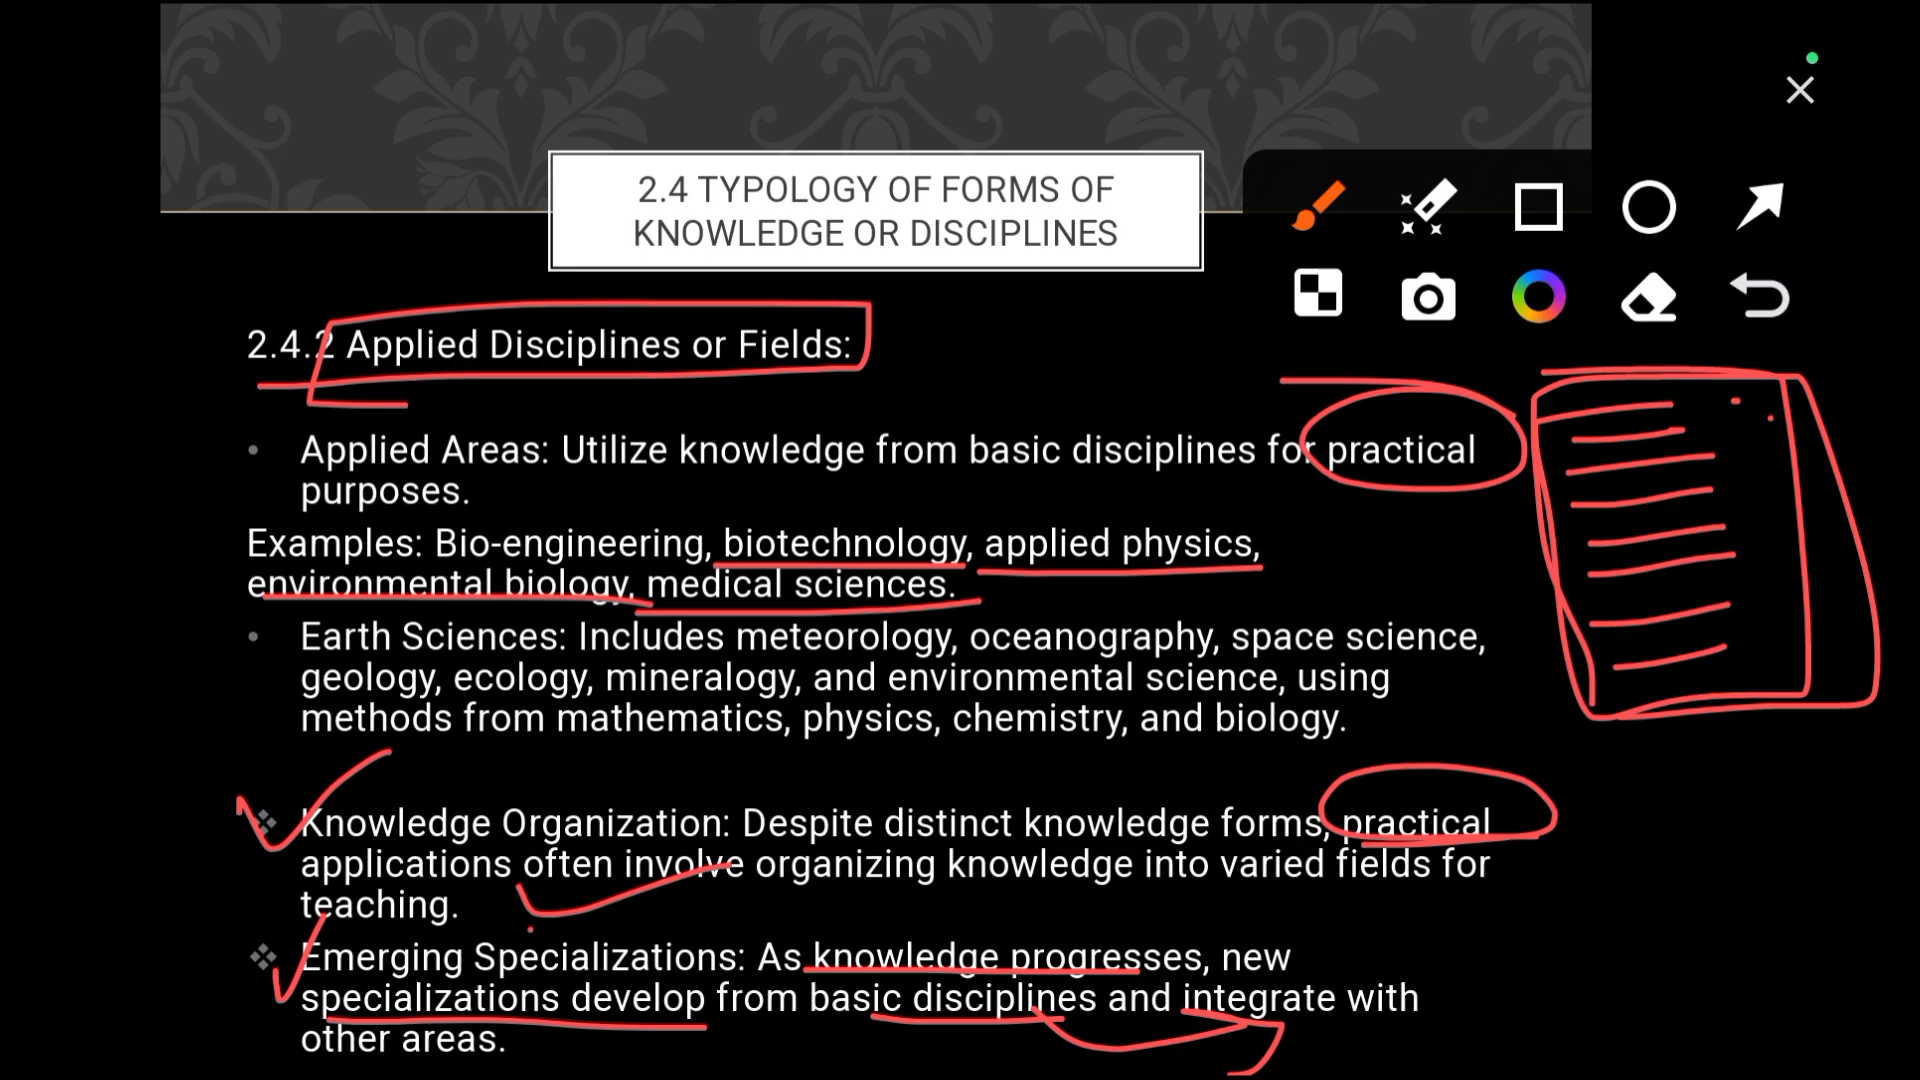 2.4 TYPOLOGY OF FORMS OF
KNOWLEDGE OR DISCIPLINES
2.4.2 Applied Disciplines or Fields:
• Applied Areas: Utilize knowledge from basic disciplines for practical
purposes.
Examples: Bio-engineering, biotechnology, applied physics,
environmental biology, medical sciences.
• Earth Sciences: Includes meteorology, oceanography, space science,
geology, ecology, mineralogy, and environmental science, using
methods from mathematics, physics, chemistry, and biology.
❖ Knowledge Organization: Despite distinct knowledge forms, practical
applications often involve organizing knowledge into varied fields for
teaching.
❖ Emerging Specializations: As knowledge progresses, new
specializations develop from basic disciplines and integrate with
other areas.